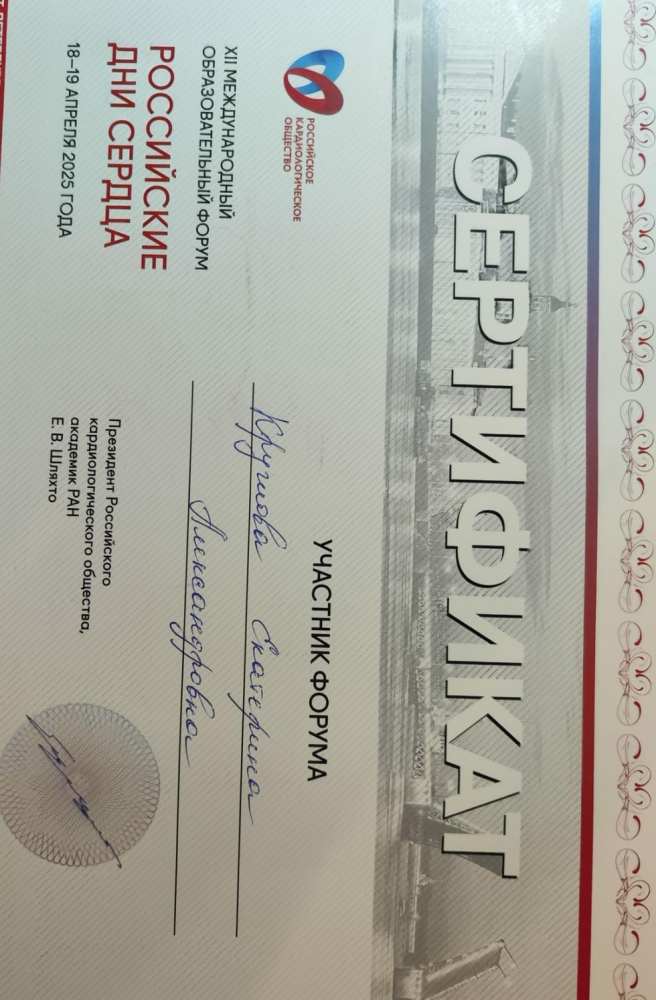 СЕРТИФИКАТ
РОССИЙСКОЕ
КАРДИОЛОГИЧЕСКОЕ
ОБЩЕСТВО
XII МЕЖДУНАРОДНЫЙ
ОБРАЗОВАТЕЛЬНЫЙ ФОРУМ
РОССИЙСКИЕ
ДНИ СЕРДЦА
18–19 АПРЕЛЯ 2025 ГОДА
УЧАСТНИК ФОРУМА
Екатерина
Александровна
Президент Российского
кардиологического общества,
академик РАН
Е. В. Шляхто